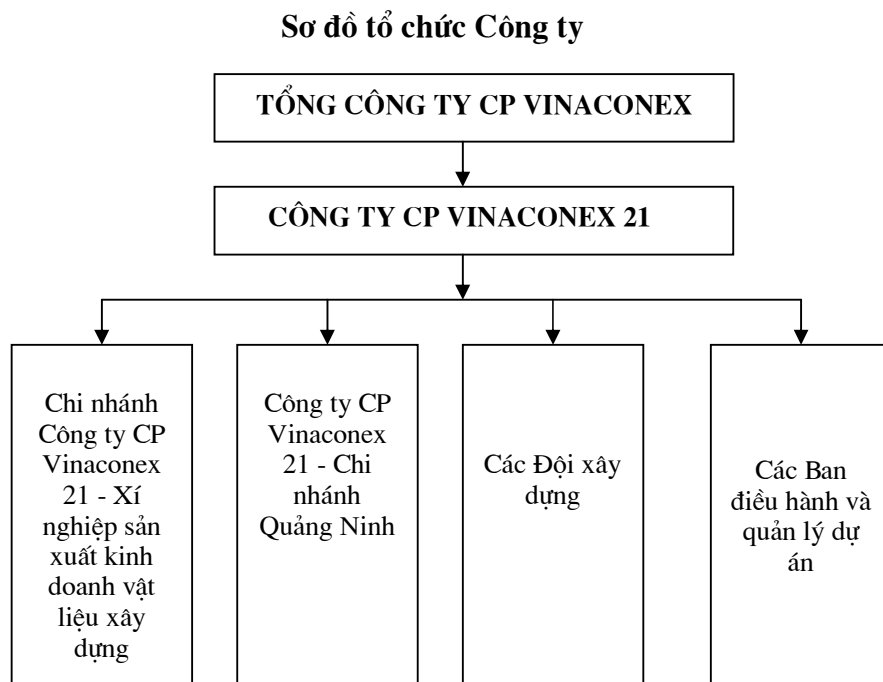 Sơ đồ tổ chức Công ty
TỔNG CÔNG TY CP VINACONEX
CÔNG TY CP VINACONEX 21
Chi nhánh
Công ty CP
Vinaconex
21 - Xí
nghiệp sản
xuất kinh
doanh vật
liệu xây
dựng
Công ty CP
Vinaconex
21 - Chi
nhánh
Quảng Ninh
Các Đội xây
dựng
Các Ban
điều hành và
quản lý dự
án